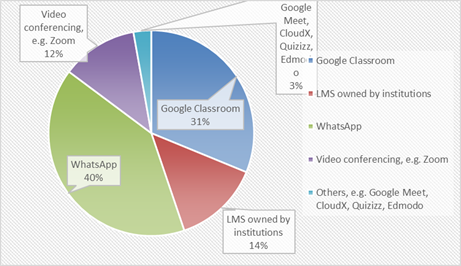 Video
conferencing,
e.g. Zoom
12%
Google
Meet,
CloudX,
Quizizz,
Edmod
o
3%
Google Classroom
31%
WhatsApp
40%
LMS owned by
institutions
14%
Google Classroom
LMS owned by institutions
WhatsApp
Video conferencing, e.g. Zoom
Others, e.g. Google Meet,
CloudX, Quizizz, Edmodo